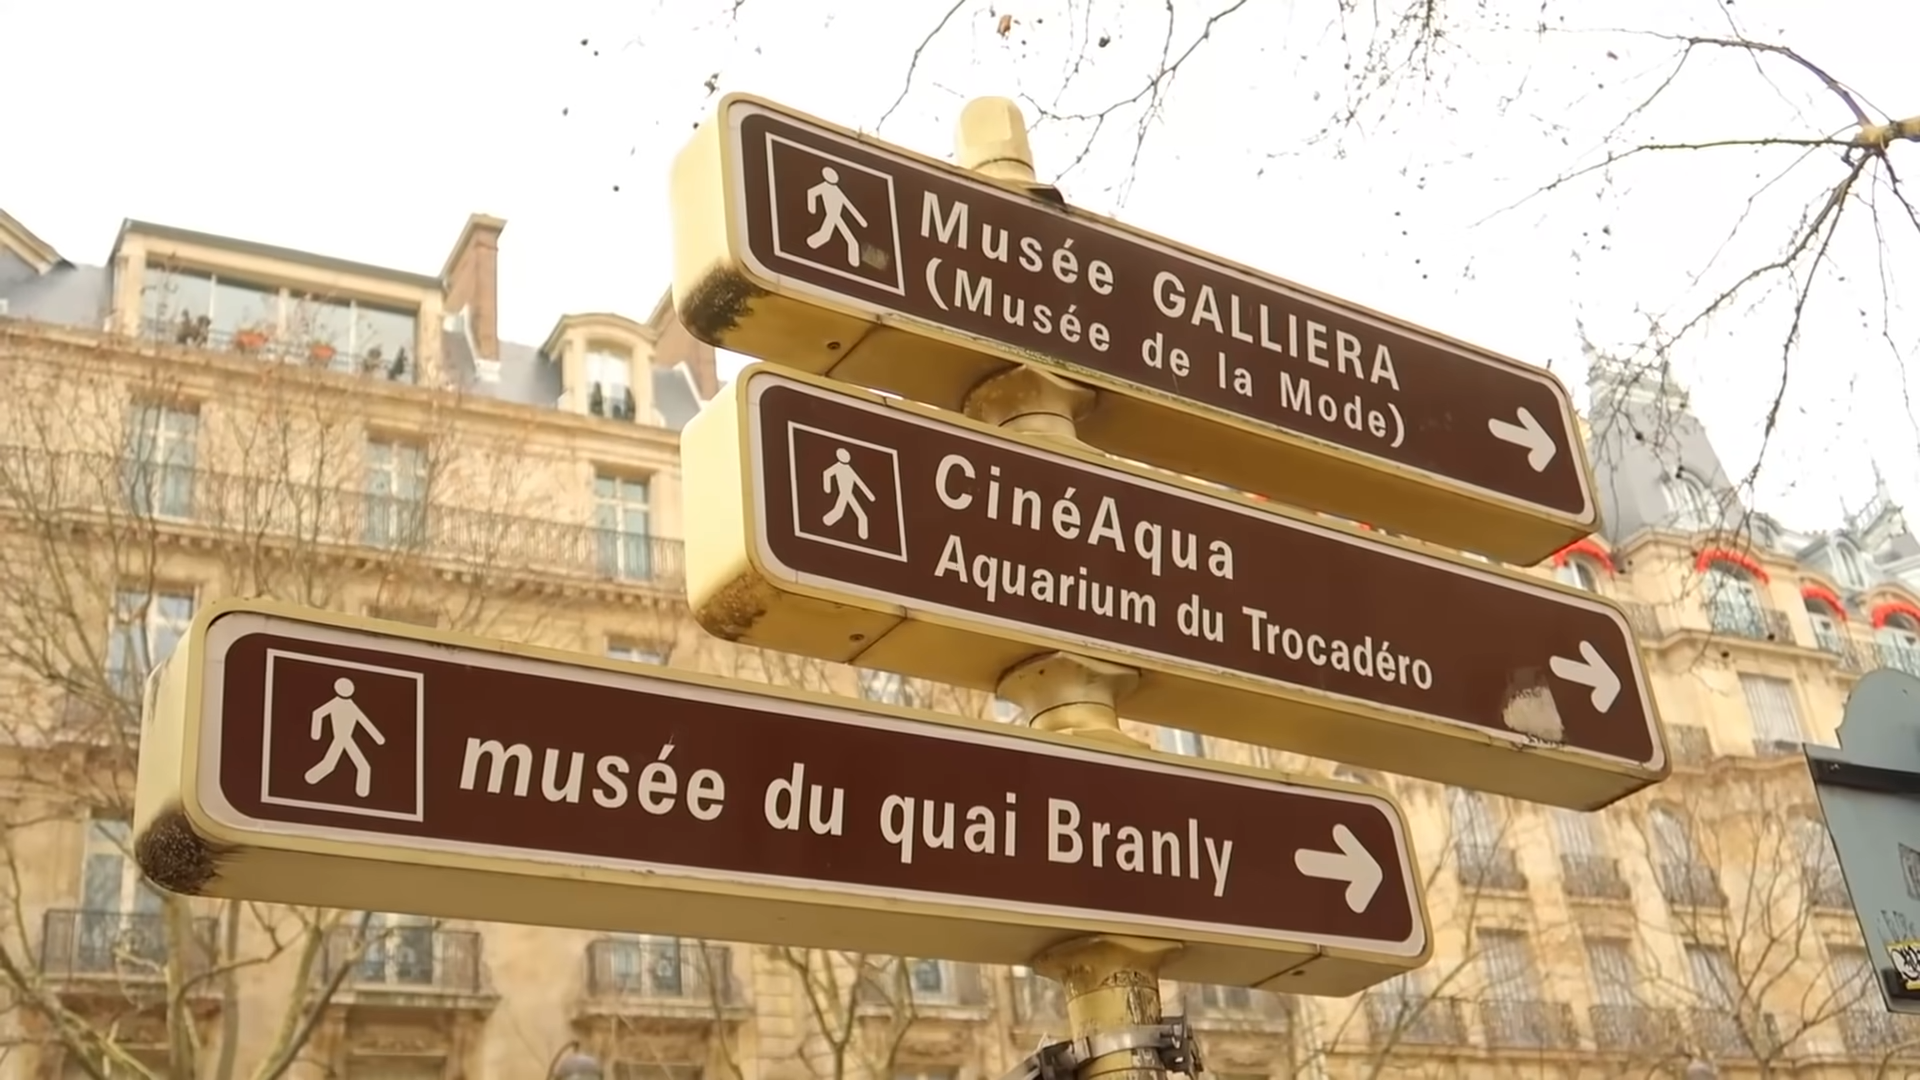 Musée GALLIERA
(Musée de la Mode)
CinéAqua
Aquarium du Trocadéro
musée du quai Branly